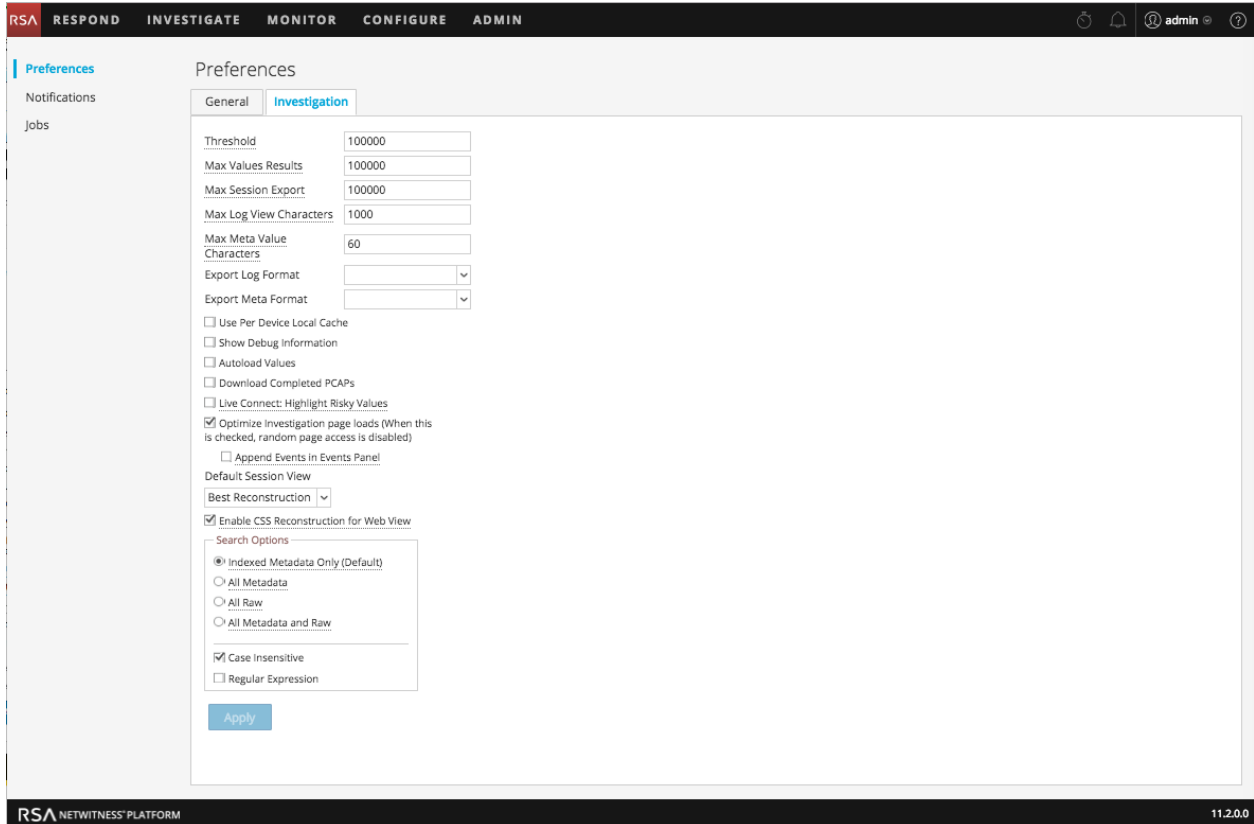 RSA RESPOND INVESTIGATE MONITOR CONFIGURE ADMIN admin
Preferences
Notifications
Jobs
Preferences
General Investigation
Threshold 100000
Max Values Results 100000
Max Session Export 100000
Max Log View Characters 1000
Max Meta Value
Characters 60
Export Log Format
Export Meta Format
Use Per Device Local Cache
Show Debug Information
Autoload Values
Download Completed PCAPs
Live Connect: Highlight Risky Values
Optimize Investigation page loads (When this
is checked, random page access is disabled)
Append Events in Events Panel
Default Session View
Best Reconstruction
Enable CSS Reconstruction for Web View
Search Options
Indexed Metadata Only (Default)
All Metadata
All Raw
All Metadata and Raw
Case Insensitive
Regular Expression
Apply
RSA NETWITNESS® PLATFORM 11.2.0.0